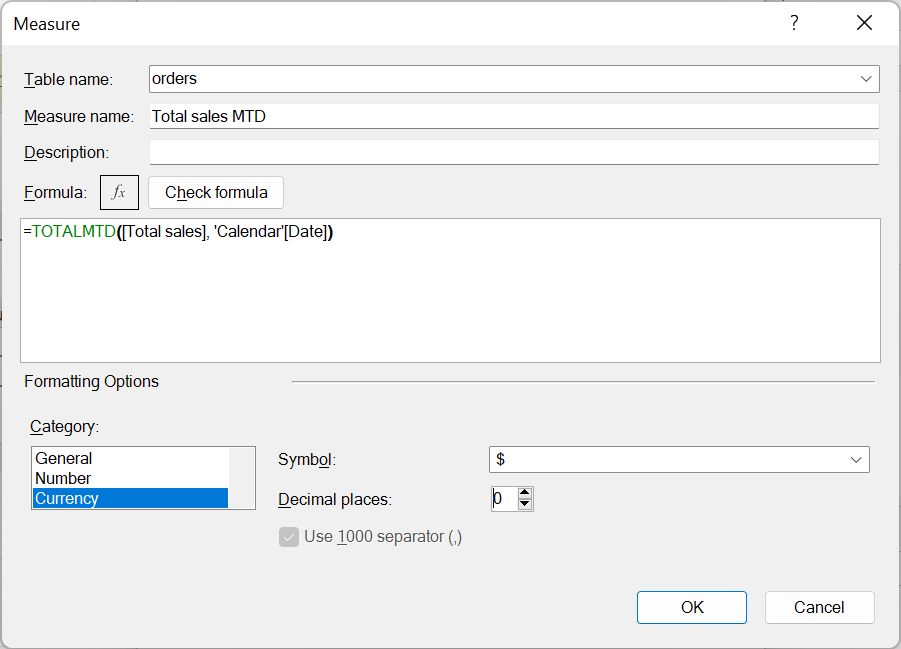 Measure ?
Table name: orders
Measure name: Total sales MTD
Description:
Formula: fx Check formula
=TOTALMTD([Total sales], 'Calendar'[Date])
Formatting Options
Category:
General
Number
Currency
Symbol: $
Decimal places: 0
Use 1000 separator (,)
OK Cancel